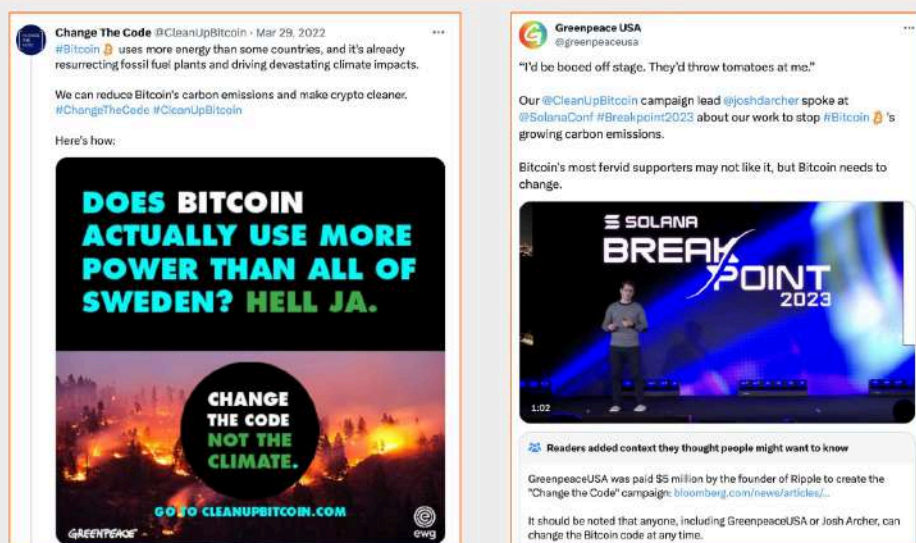 Change The Code @CleanUpBitcoin · Mar 29, 2022
#Bitcoin uses more energy than some countries, and it's already
resurrecting fossil fuel plants and driving devastating climate impacts.
We can reduce Bitcoin's carbon emissions and make crypto cleaner.
#ChangeTheCode #CleanUpBitcoin
Here's how:
DOES BITCOIN
ACTUALLY USE MORE
POWER THAN ALL OF
SWEDEN? HELL JA.
CHANGE
THE CODE
NOT THE
CLIMATE.
GO TO CLEANUPBITCOIN.COM
GREENPEACE
ewg
Greenpeace USA
@greenpeaceusa
"I'd be booed off stage. They'd throw tomatoes at me."
Our @CleanUpBitcoin campaign lead @joshdarcher spoke at
@SolanaConf #Breakpoint2023 about our work to stop #Bitcoin 's
growing carbon emissions.
Bitcoin's most fervid supporters may not like it, but Bitcoin needs to
change.
SOLANA
BREAK
POINT
2023
1:02
Readers added context they thought people might want to know
GreenpeaceUSA was paid $5 million by the founder of Ripple to create the
"Change the Code" campaign: bloomberg.com/news/articles/...
It should be noted that anyone, including GreenpeaceUSA or Josh Archer, can
change the Bitcoin code at any time.